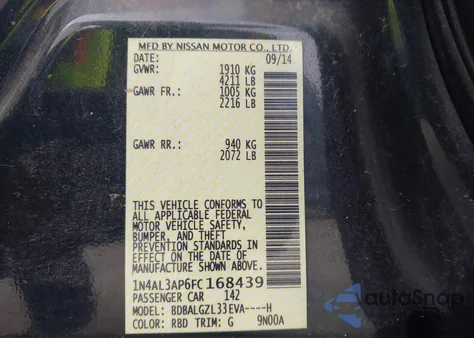 MFD BY NISSAN MOTOR CO., LTD.
DATE: 09/14
GVWR: 1910 KG
4211 LB
GAWR FR.: 1005 KG
2216 LB
GAWR RR.: 940 KG
2072 LB
THIS VEHICLE CONFORMS TO
ALL APPLICABLE FEDERAL
MOTOR VEHICLE SAFETY,
BUMPER, AND THEFT
PREVENTION STANDARDS IN
EFFECT ON THE DATE OF
MANUFACTURE SHOWN ABOVE.
1N4AL3AP6FC168439
PASSENGER CAR 142
MODEL: BDBALGZL33EVA----H
COLOR: RBD TRIM: G 9N00A
AutoSnap